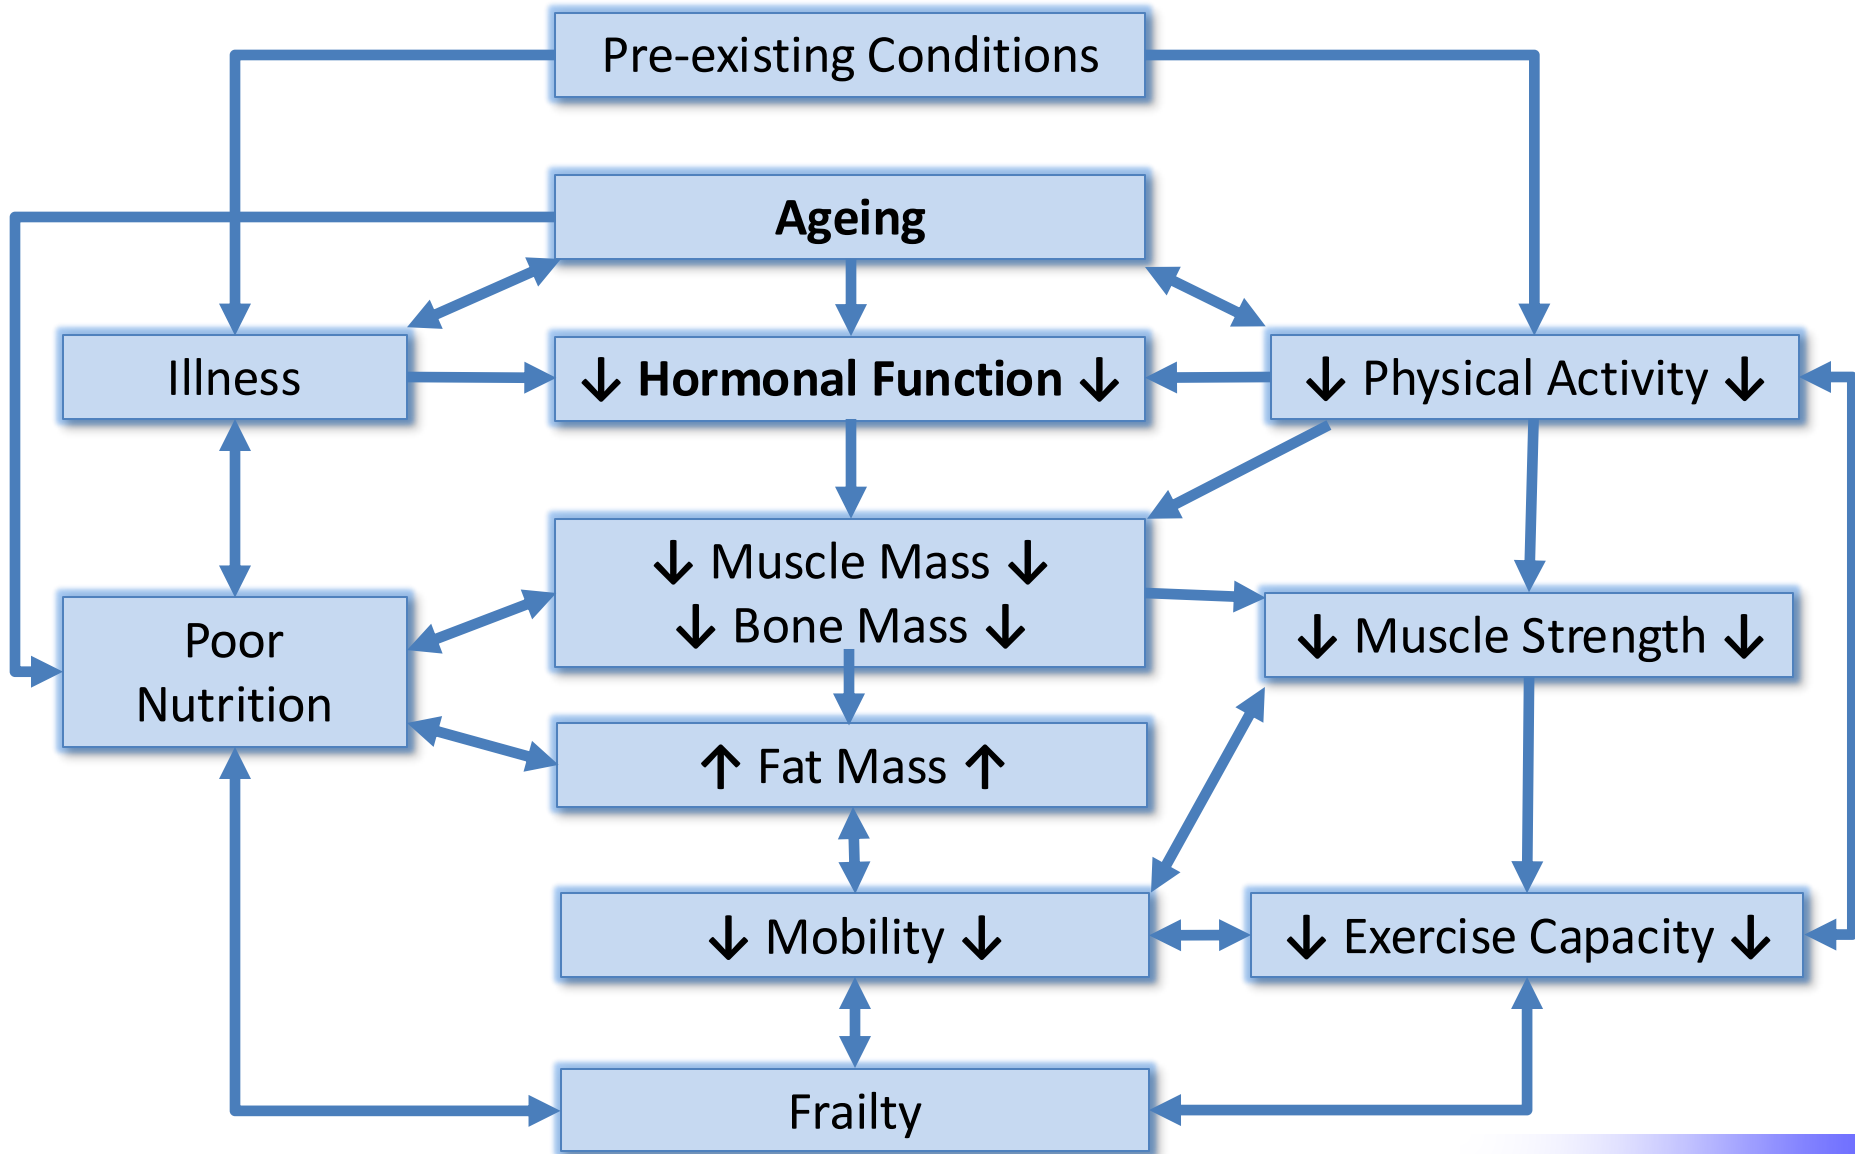 Pre-existing Conditions
Ageing
Illness
↓ Hormonal Function ↓
↓ Physical Activity ↓
↓ Muscle Mass ↓
↓ Bone Mass ↓
Poor
Nutrition
↓ Muscle Strength ↓
↑ Fat Mass ↑
↓ Mobility ↓
↓ Exercise Capacity ↓
Frailty